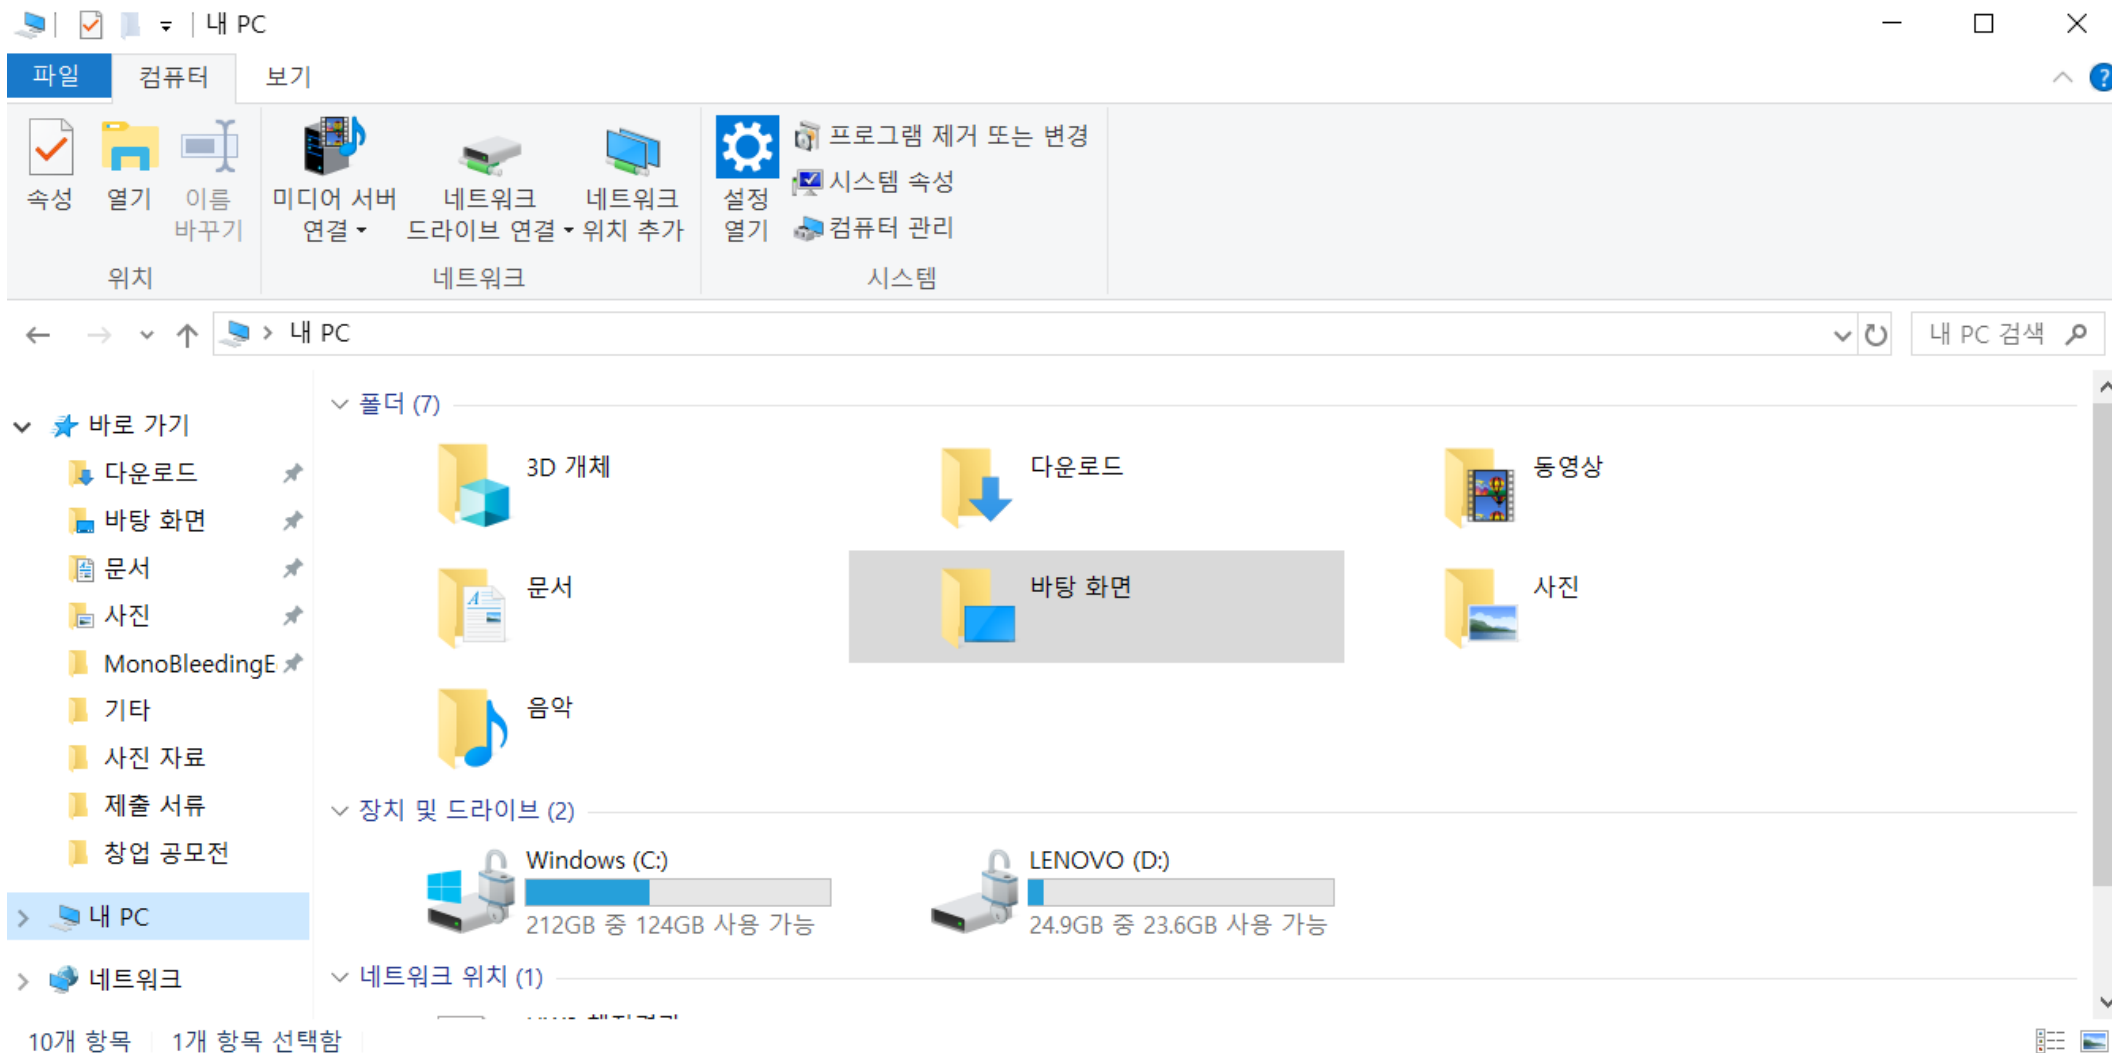 내 PC
파일 컴퓨터 보기
속성
열기
이름
바꾸기
위치
미디어 서버
연결
네트워크
드라이브 연결
네트워크
위치 추가
네트워크
설정
열기
프로그램 제거 또는 변경
시스템 속성
컴퓨터 관리
시스템
내 PC
내 PC 검색
바로 가기
다운로드
바탕 화면
문서
사진
MonoBleedingE
기타
사진 자료
제출 서류
창업 공모전
내 PC
네트워크
폴더 (7)
3D 개체
다운로드
동영상
문서
바탕 화면
사진
음악
장치 및 드라이브 (2)
Windows (C:)
212GB 중 124GB 사용 가능
LENOVO (D:)
24.9GB 중 23.6GB 사용 가능
네트워크 위치 (1)
10개 항목 1개 항목 선택함